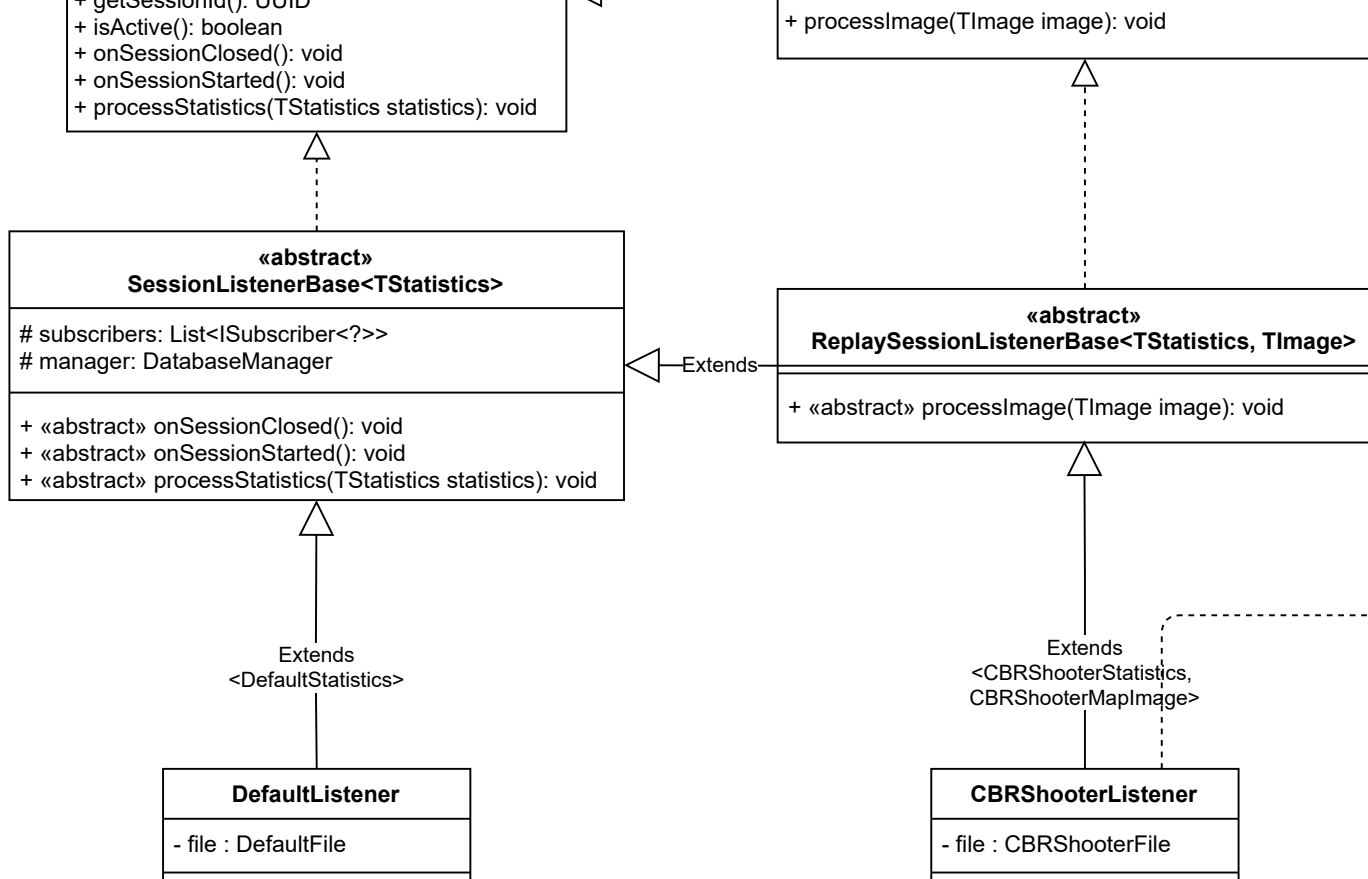 + getSessionId(): UUID
+ isActive(): boolean
+ onSessionClosed(): void
+ onSessionStarted(): void
+ processStatistics(TStatistics statistics): void
+ processImage(TImage image): void
«abstract»
SessionListenerBase<TStatistics>
# subscribers: List<ISubscriber<?>>
# manager: DatabaseManager
+ «abstract» onSessionClosed(): void
+ «abstract» onSessionStarted(): void
+ «abstract» processStatistics(TStatistics statistics): void
Extends
«abstract»
ReplaySessionListenerBase<TStatistics, TImage>
+ «abstract» processImage(TImage image): void
Extends
<DefaultStatistics>
Extends
<CBRShooterStatistics,
CBRShooterMapImage>
DefaultListener
- file : DefaultFile
CBRShooterListener
- file : CBRShooterFile